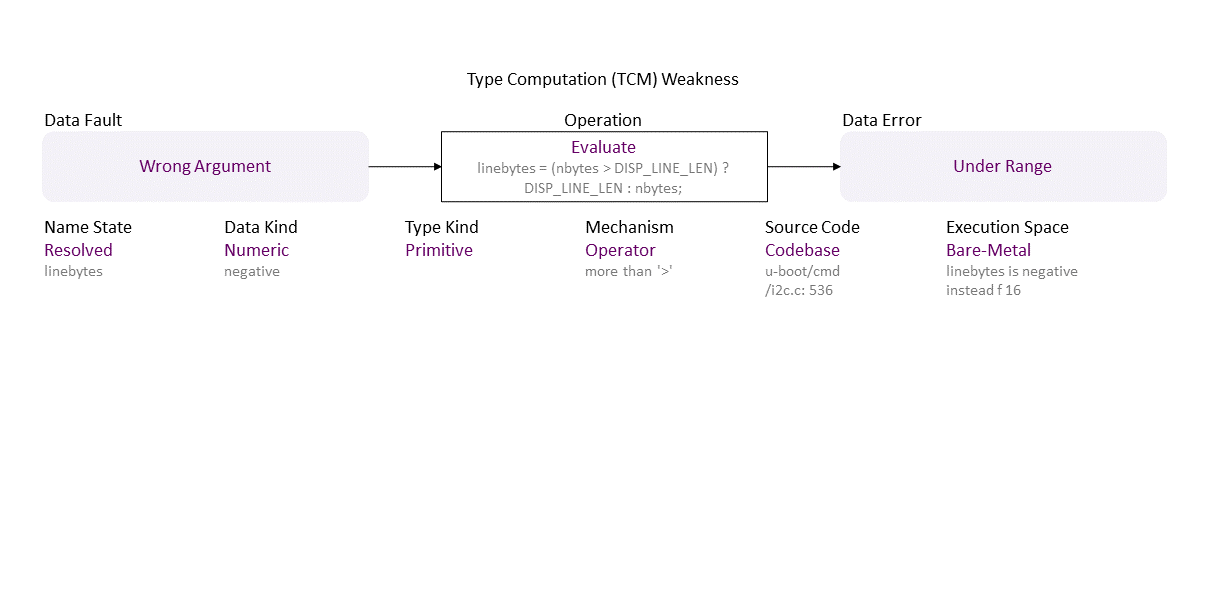 Type Computation (TCM) Weakness
Data Fault
Operation
Data Error
Wrong Argument
Evaluate
linebytes = (nbytes > DISP_LINE_LEN) ?
DISP_LINE_LEN : nbytes;
Under Range
Name State
Resolved
linebytes
Data Kind
Numeric
negative
Type Kind
Primitive
Mechanism
Operator
more than '>'
Source Code
Codebase
u-boot/cmd
/i2c.c: 536
Execution Space
Bare-Metal
linebytes is negative
instead f 16